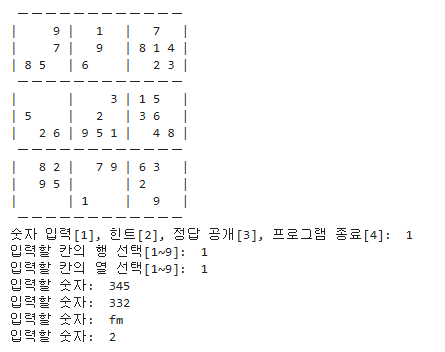 ― ― ― ― ― ― ― ― ― ― ― ―
|     9 |   1   |   7   |
|     7 |   9   | 8 1 4 |
| 8 5   | 6     |   2 3 |
― ― ― ― ― ― ― ― ― ― ― ―
|       |     3 | 1 5   |
| 5     |   2   | 3 6   |
|   2 6 | 9 5 1 |   4 8 |
― ― ― ― ― ― ― ― ― ― ― ―
|   8 2 |   7 9 | 6 3   |
|   9 5 |       | 2     |
|       | 1     |   9   |
― ― ― ― ― ― ― ― ― ― ― ―
숫자 입력[1], 힌트[2], 정답 공개[3], 프로그램 종료[4]: 1
입력할 칸의 행 선택[1~9]: 1
입력할 칸의 열 선택[1~9]: 1
입력할 숫자: 345
입력할 숫자: 332
입력할 숫자: fm
입력할 숫자: 2